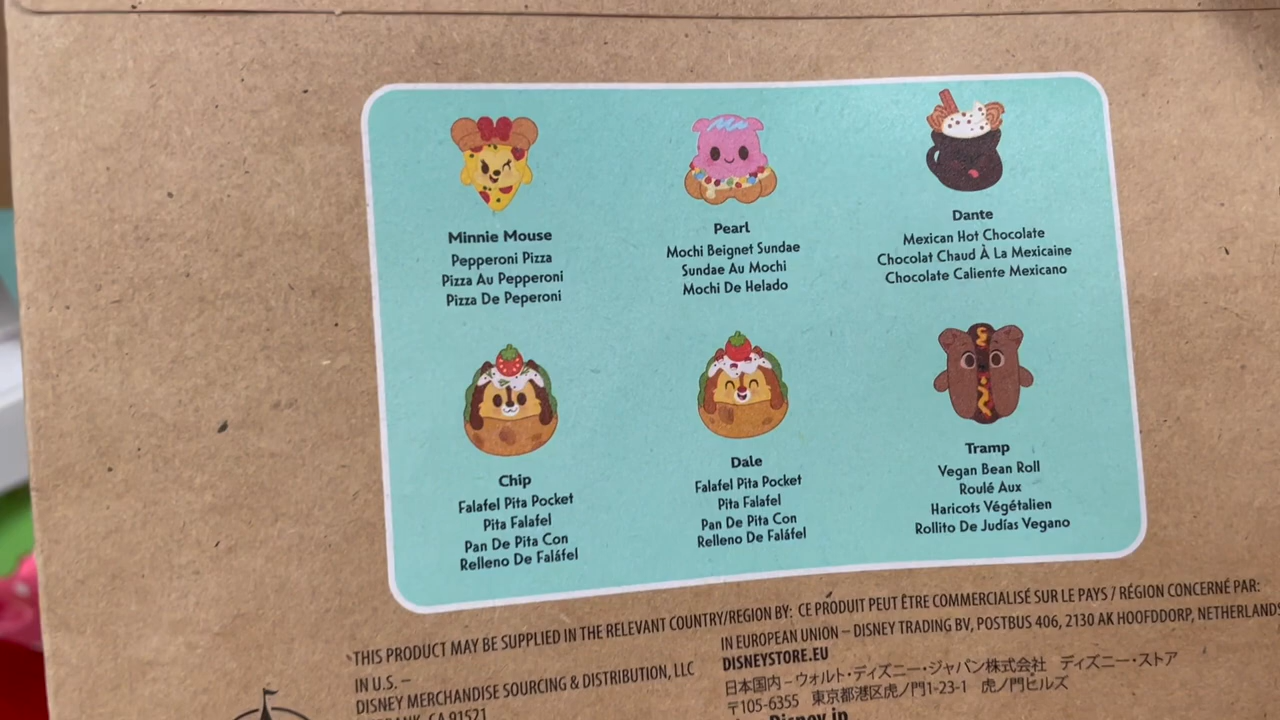 Minnie Mouse
Pepperoni Pizza
Pizza Au Pepperoni
Pizza De Peperoni
Pearl
Mochi Beignet Sundae
Sundae Au Mochi
Mochi De Helado
Dante
Mexican Hot Chocolate
Chocolat Chaud À La Mexicaine
Chocolate Caliente Mexicano
Chip
Falafel Pita Pocket
Pita Falafel
Pan De Pita Con
Relleno De Faláfel
Dale
Falafel Pita Pocket
Pita Falafel
Pan De Pita Con
Relleno De Faláfel
Tramp
Vegan Bean Roll
Roulé Aux
Haricots Végétalien
Rollito De Judías Vegano
THIS PRODUCT MAY BE SUPPLIED IN THE RELEVANT COUNTRY/REGION BY: CE PRODUIT PEUT ÊTRE COMMERCIALISÉ SUR LE PAYS / RÉGION CONCERNÉ PAR:
IN U.S. –
DISNEY MERCHANDISE SOURCING & DISTRIBUTION, LLC
CA 91521
IN EUROPEAN UNION – DISNEY TRADING BV, POSTBUS 406, 2130 AK HOOFDDORP, NETHERLANDS
DISNEYSTORE.EU
日本国内 – ウォルト・ディズニー・ジャパン株式会社 ディズニー・ストア
〒105-6355 東京都港区虎ノ門1-23-1 虎ノ門ヒルズ